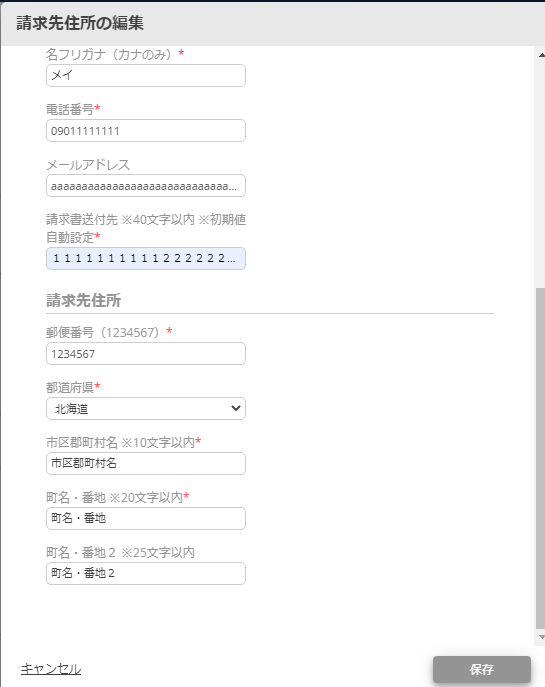 請求先住所の編集
名フリガナ（カナのみ）*
メイ
電話番号*
09011111111
メールアドレス
aaaaaaaaaaaaaaaaaaaaaaaaaaaaa...
請求書送付先 ※40文字以内 ※初期値
自動設定*
１１１１１１１１１１２２２２２２...
請求先住所
郵便番号（1234567）*
1234567
都道府県*
北海道
市区郡町村名 ※10文字以内*
市区郡町村名
町名・番地 ※20文字以内*
町名・番地
町名・番地２ ※25文字以内
町名・番地２
キャンセル
保存